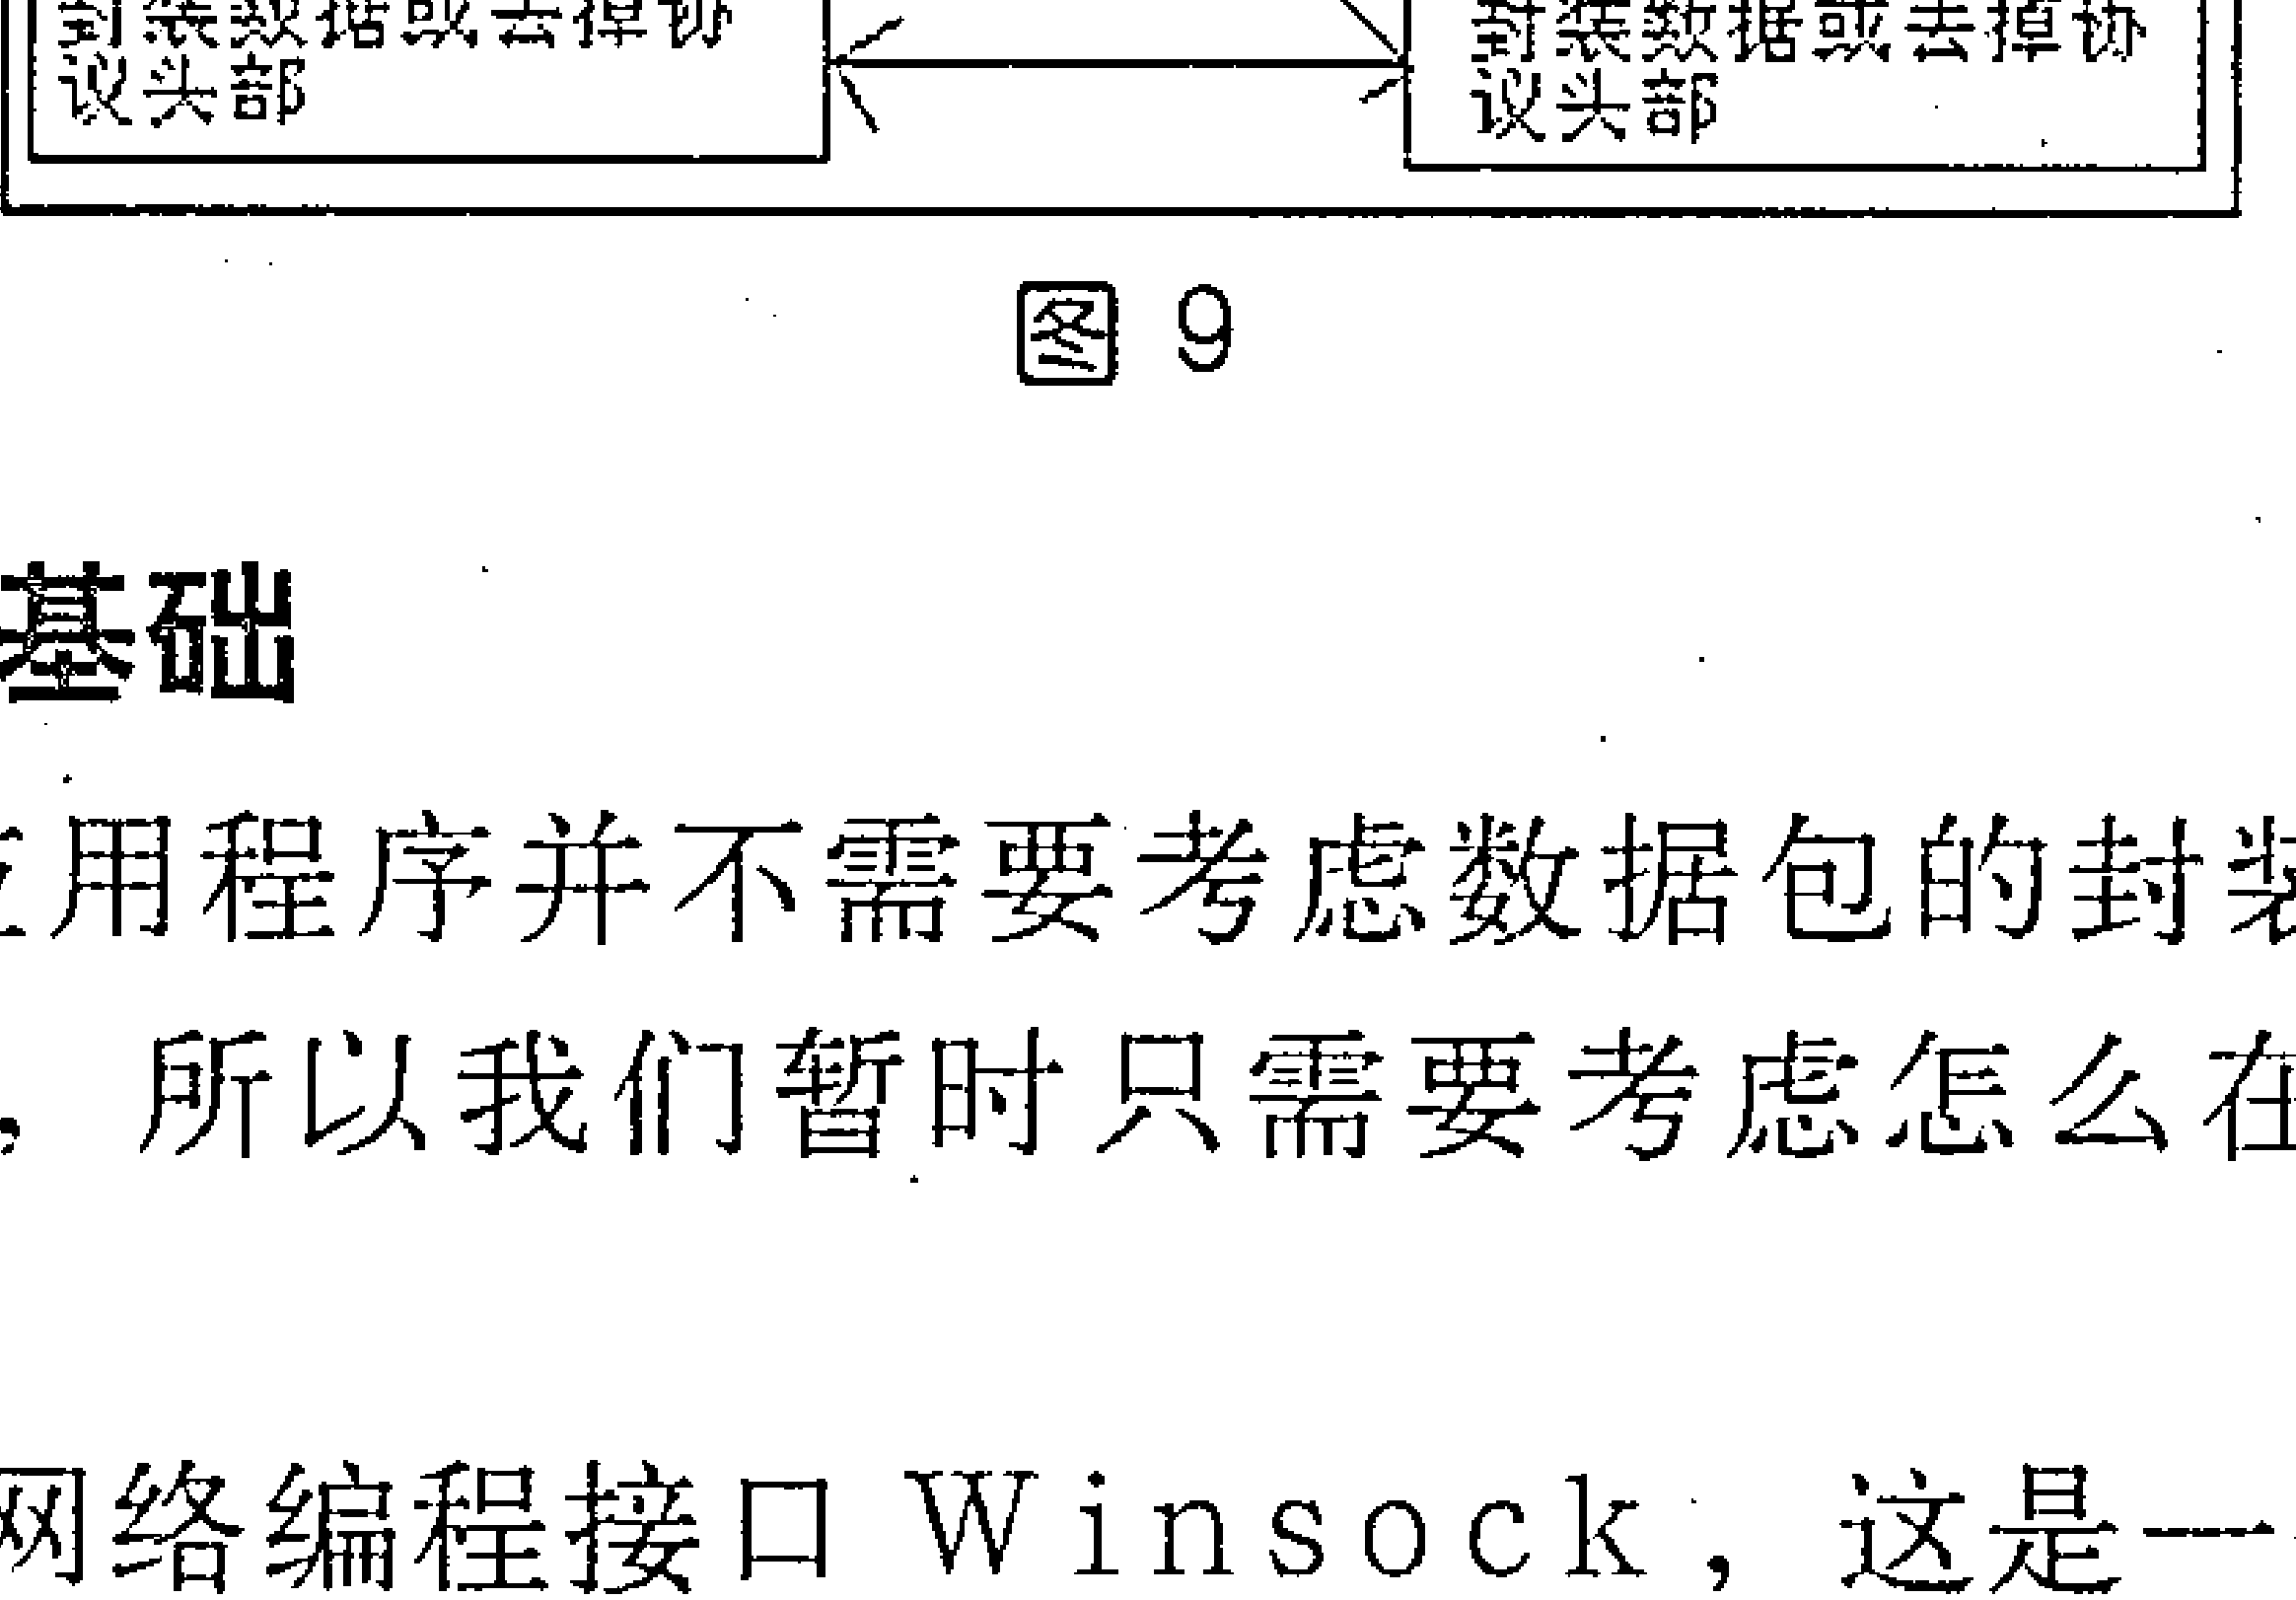 封装数据或去掉协 封装数据或去掉协
议头部 议头部
图 9
基础
应用程序并不需要考虑数据包的封装
，所以我们暂时只需要考虑怎么在
网络编程接口 Winsock，这是一